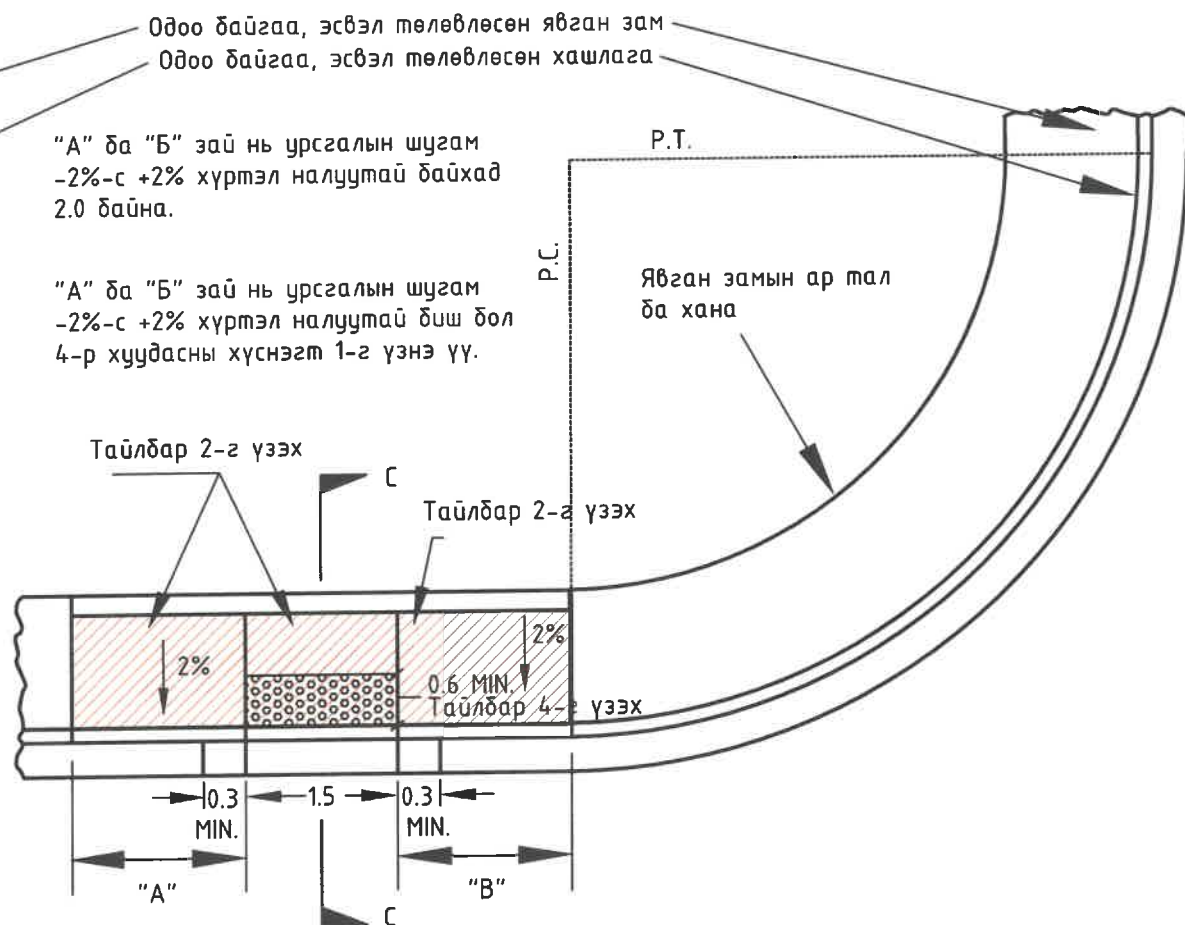 Одоо байгаа, эсвэл төлөвлөсөн явган зам
Одоо байгаа, эсвэл төлөвлөсөн хашлага
"А" ба "Б" зай нь урсгалын шугам
-2%-с +2% хүртэл налуутай байхад
2.0 байна.
P.T.
P.C.
"А" ба "Б" зай нь урсгалын шугам
-2%-с +2% хүртэл налуутай биш бол
4-р хуудасны хүснэгт 1-г үзнэ үү.
Явган замын ар тал
ба хана
Тайлбар 2-г үзэх
C
Тайлбар 2-г үзэх
2%
2%
0.6 MIN.
Тайлбар 4-г үзэх
0.3
MIN.
1.5
0.3
MIN.
"A"
"B"
C